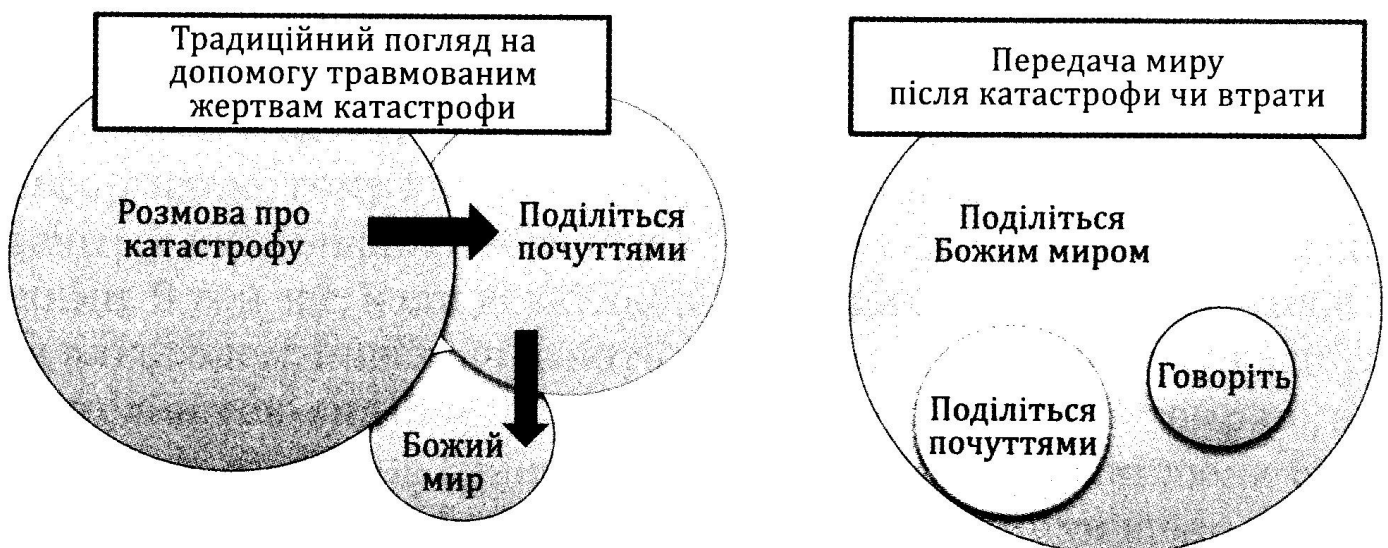 Традиційний погляд на
допомогу травмованим
жертвам катастрофи
Розмова про
катастрофу
Поділіться
почуттями
Божий
мир
Передача миру
після катастрофи чи втрати
Поділіться
Божим миром
Поділіться
почуттями
Говоріть